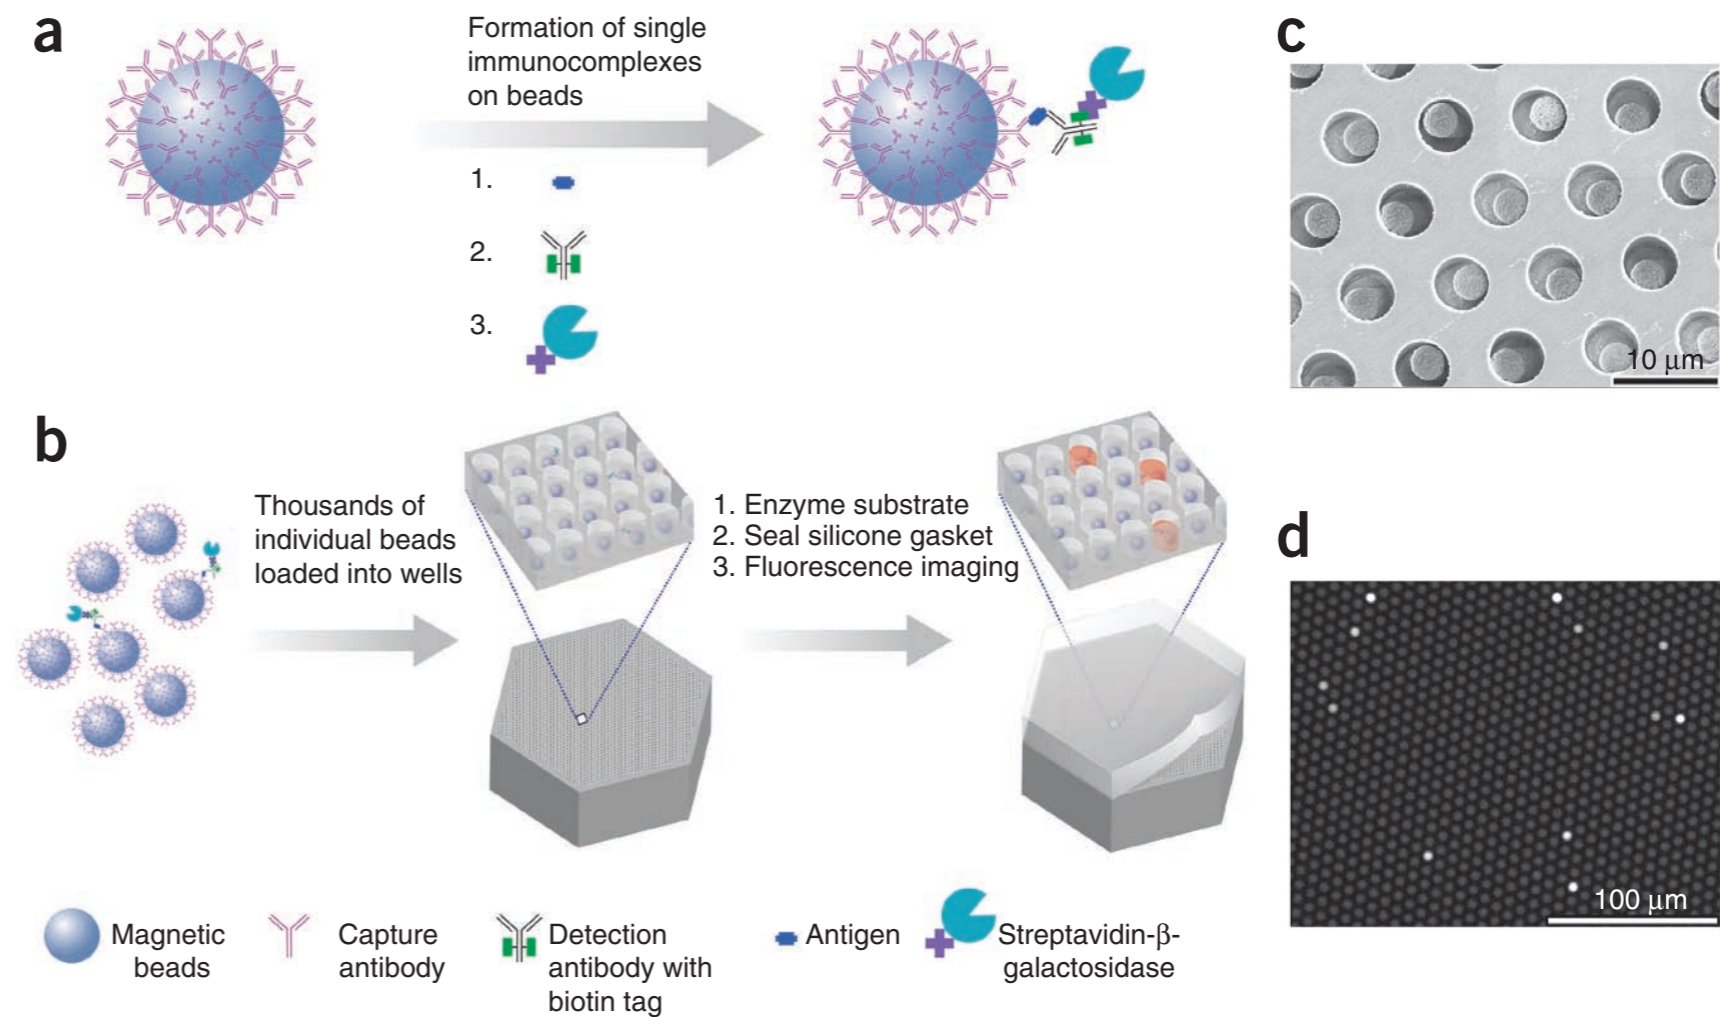 a
Formation of single
immunocomplexes
on beads
1.
2.
3.
b
Thousands of
individual beads
loaded into wells
1. Enzyme substrate
2. Seal silicone gasket
3. Fluorescence imaging
c
10 μm
d
100 μm
Magnetic
beads
Capture
antibody
Detection
antibody with
biotin tag
Antigen
Streptavidin-β-
galactosidase